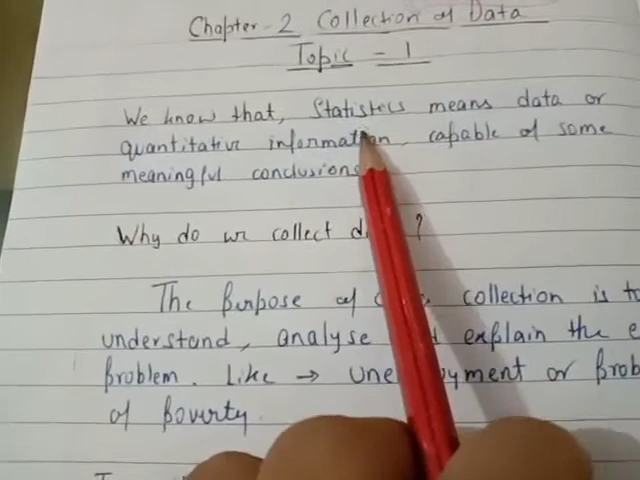 Chapter-2 Collection of Data
Topic - 1
We know that, Statistics means data or
quantitative information, capable of some
meaningful conclusions
Why do we collect ?
The Purpose of collection is to
understand, analyse explain the
problem. Like → or
of Poverty.